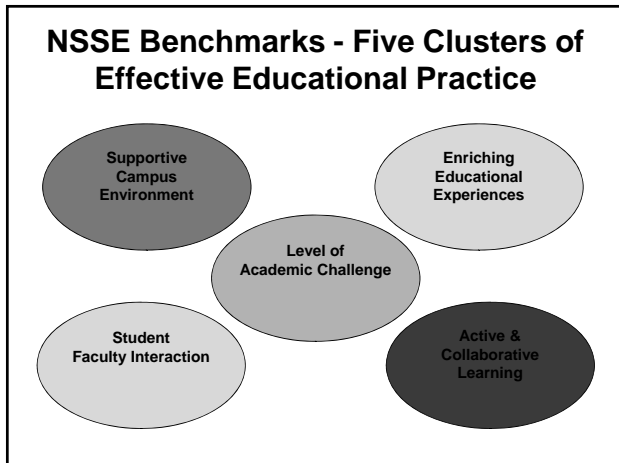 NSSE Benchmarks - Five Clusters of
Effective Educational Practice
Supportive
Campus
Environment
Enriching
Educational
Experiences
Level of
Academic Challenge
Student
Faculty Interaction
Active &
Collaborative
Learning